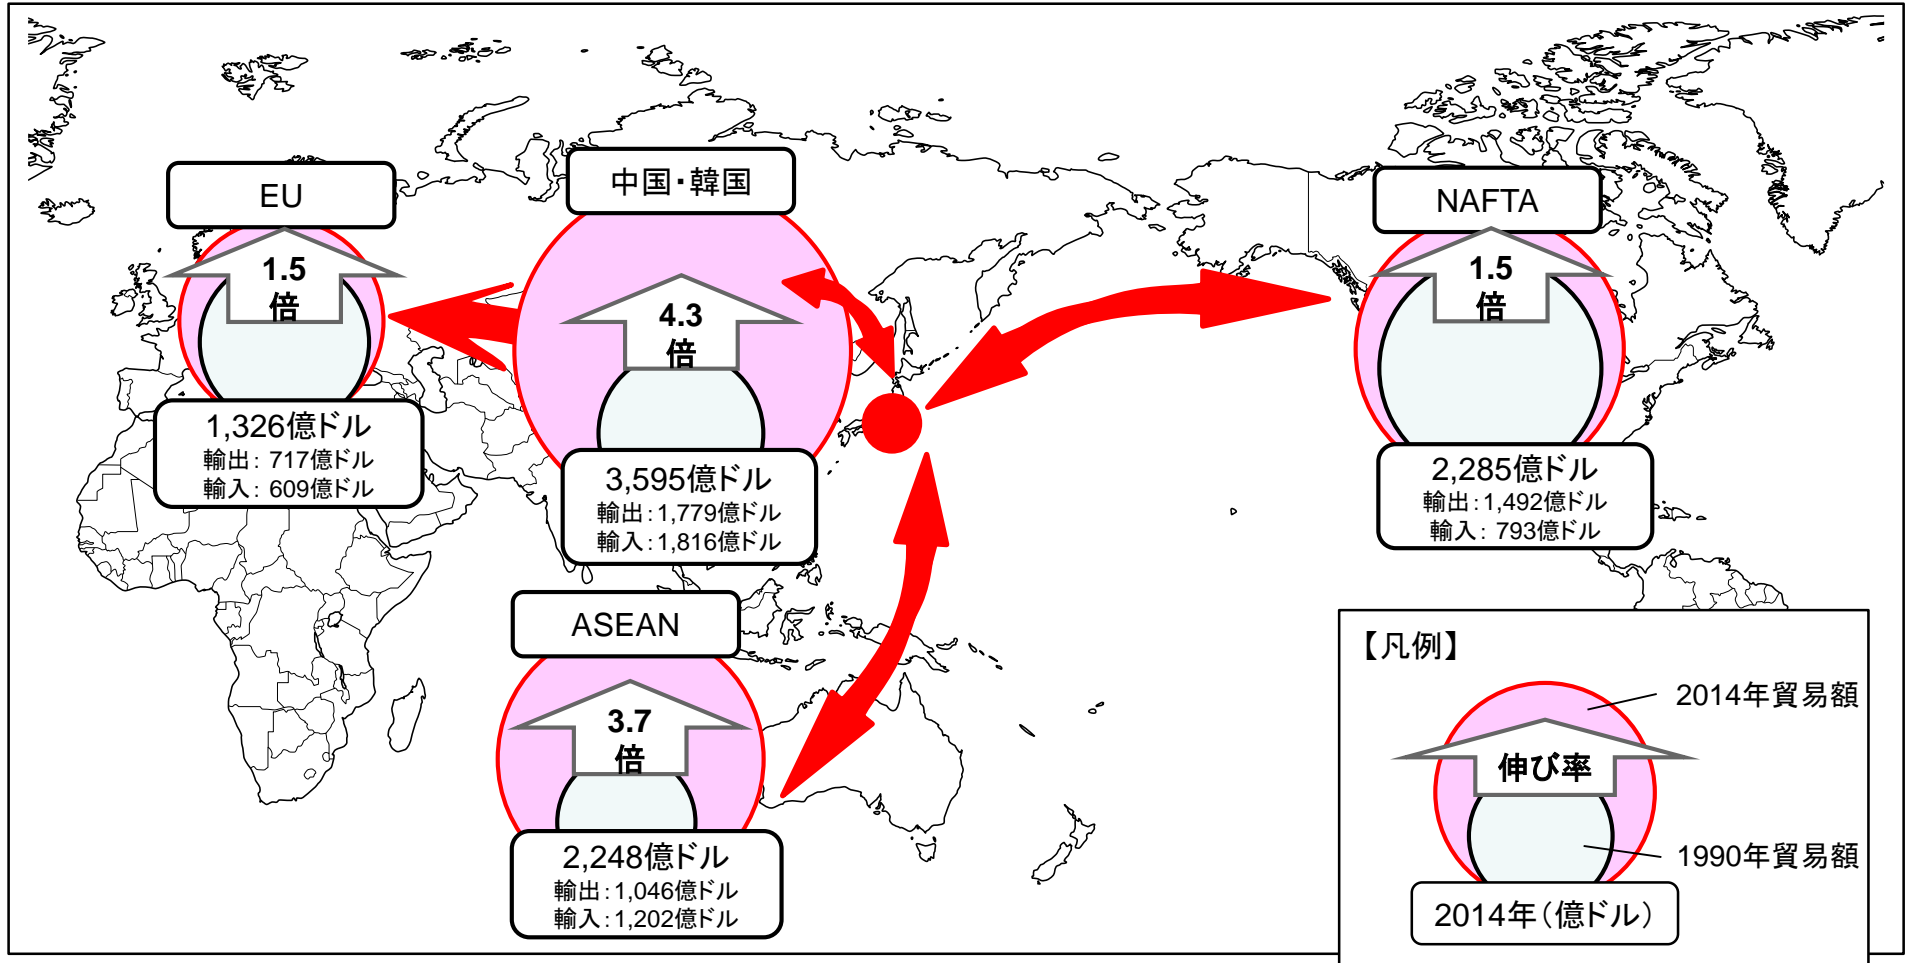 EU
1.5
倍
1,326億ドル
輸出: 717億ドル
輸入: 609億ドル
中国・韓国
4.3
倍
3,595億ドル
輸出:1,779億ドル
輸入:1,816億ドル
NAFTA
1.5
倍
2,285億ドル
輸出:1,492億ドル
輸入: 793億ドル
ASEAN
3.7
倍
2,248億ドル
輸出:1,046億ドル
輸入:1,202億ドル
【凡例】
2014年貿易額
伸び率
1990年貿易額
2014年(億ドル)